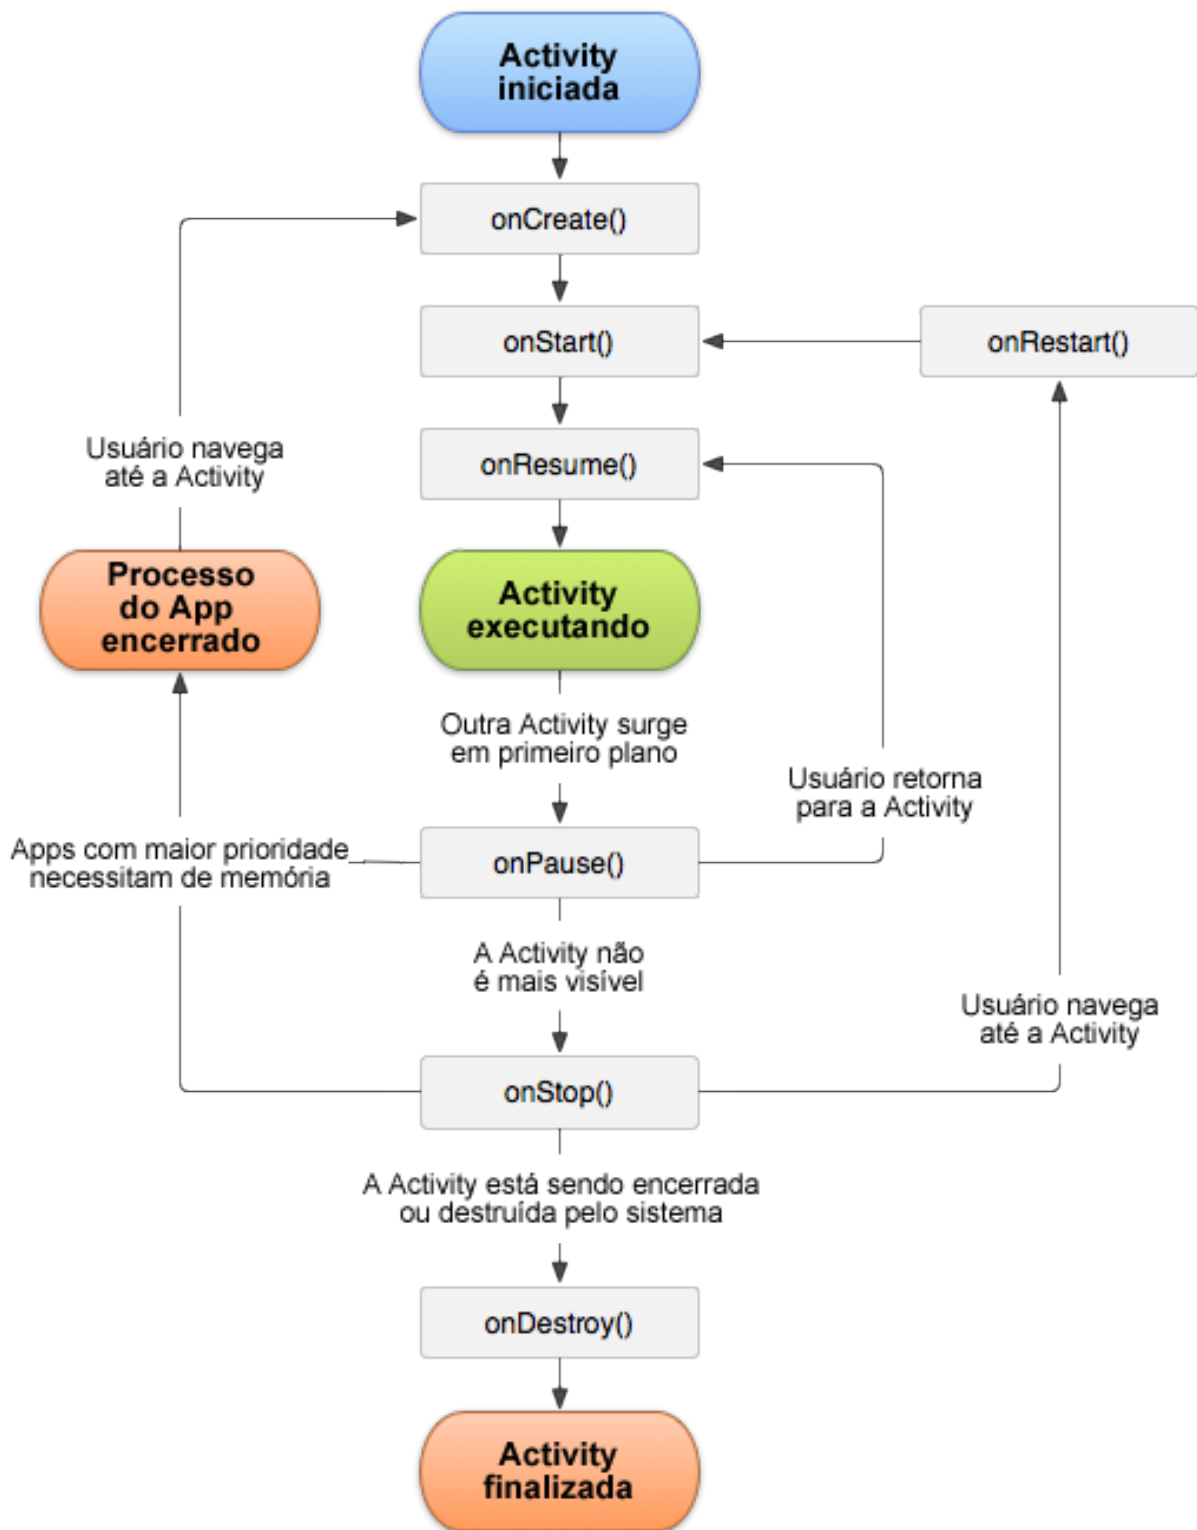 Activity
iniciada
onCreate()
onStart()
onRestart()
Usuário navega
até a Activity
onResume()
Processo
do App
encerrado
Activity
executando
Outra Activity surge
em primeiro plano
Usuário retorna
para a Activity
Apps com maior prioridade
necessitam de memória
onPause()
A Activity não
é mais visível
Usuário navega
até a Activity
onStop()
A Activity está sendo encerrada
ou destruída pelo sistema
onDestroy()
Activity
finalizada